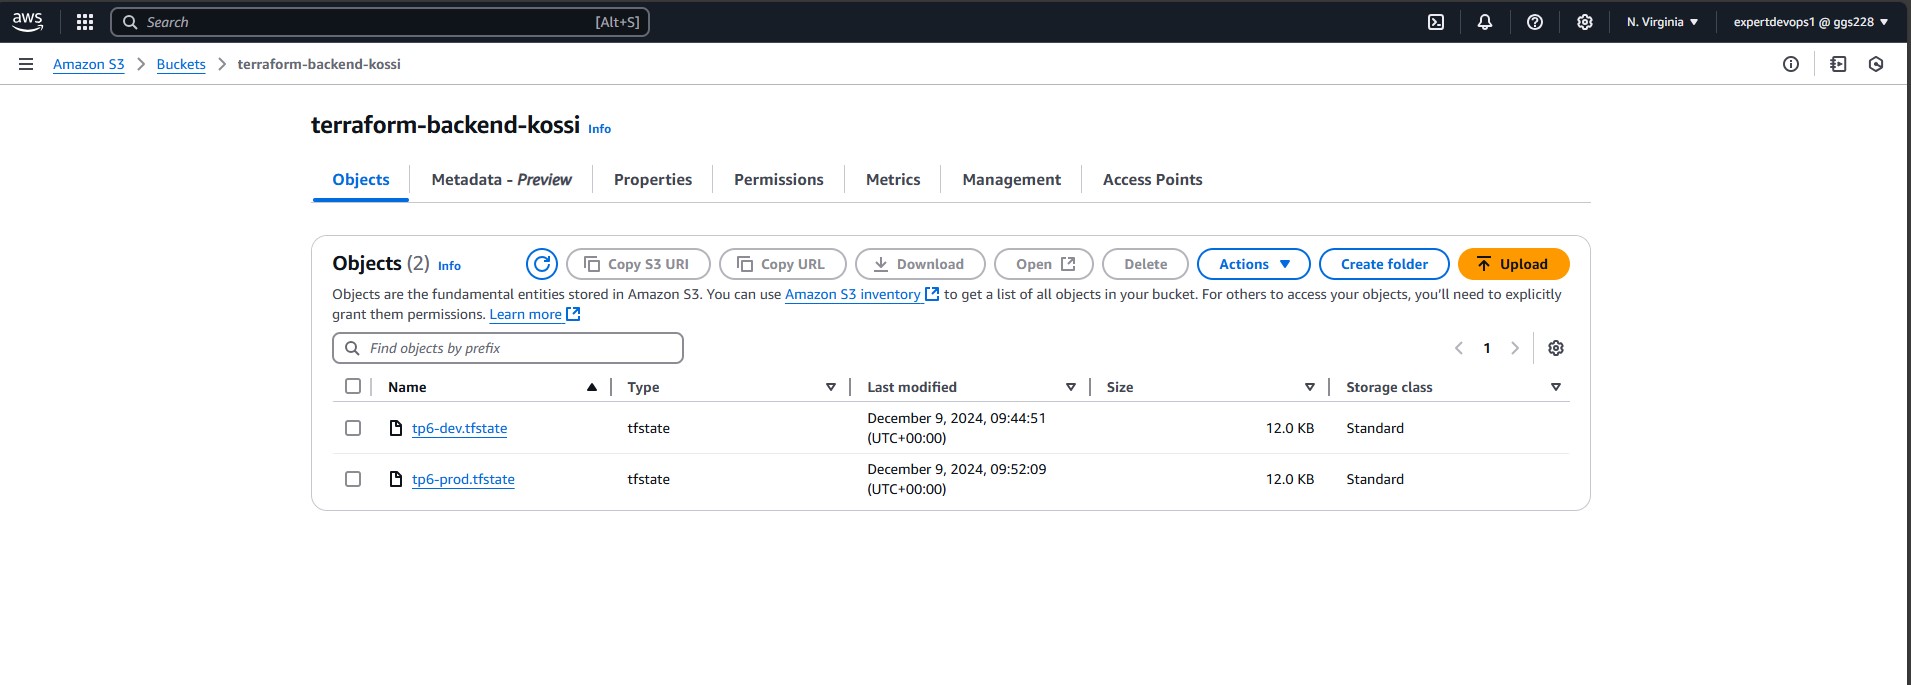 aws Search [Alt+S] N. Virginia expertdevops1 @ ggs228
Amazon S3 Buckets terraform-backend-kossi
terraform-backend-kossi Info
Objects Metadata - Preview Properties Permissions Metrics Management Access Points
Objects (2) Info Copy S3 URI Copy URL Download Open Delete Actions Create folder Upload
Objects are the fundamental entities stored in Amazon S3. You can use Amazon S3 inventory to get a list of all objects in your bucket. For others to access your objects, you’ll need to explicitly
grant them permissions. Learn more
Find objects by prefix 1
Name Type Last modified Size Storage class
tp6-dev.tfstate tfstate December 9, 2024, 09:44:51 (UTC+00:00) 12.0 KB Standard
tp6-prod.tfstate tfstate December 9, 2024, 09:52:09 (UTC+00:00) 12.0 KB Standard